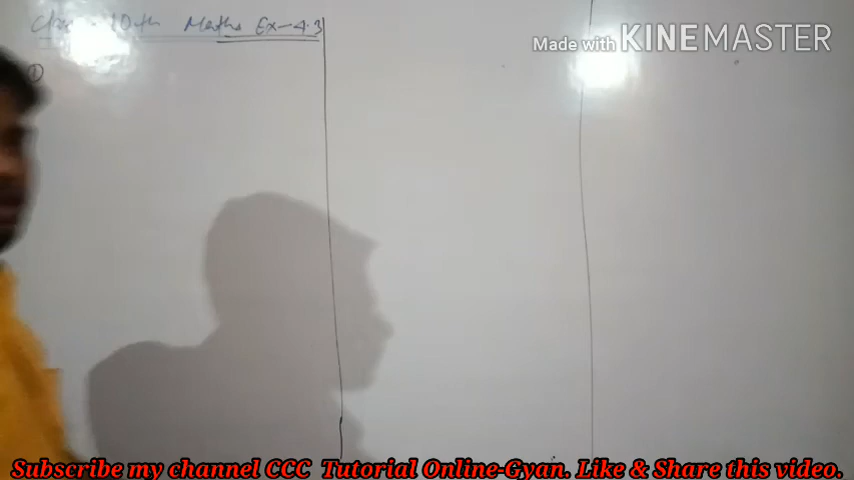 Class - 10th Maths Ex-4.3
Made with KINEMASTER
①
Subscribe my channel CCC Tutorial Online-Gyan. Like & Share this video.